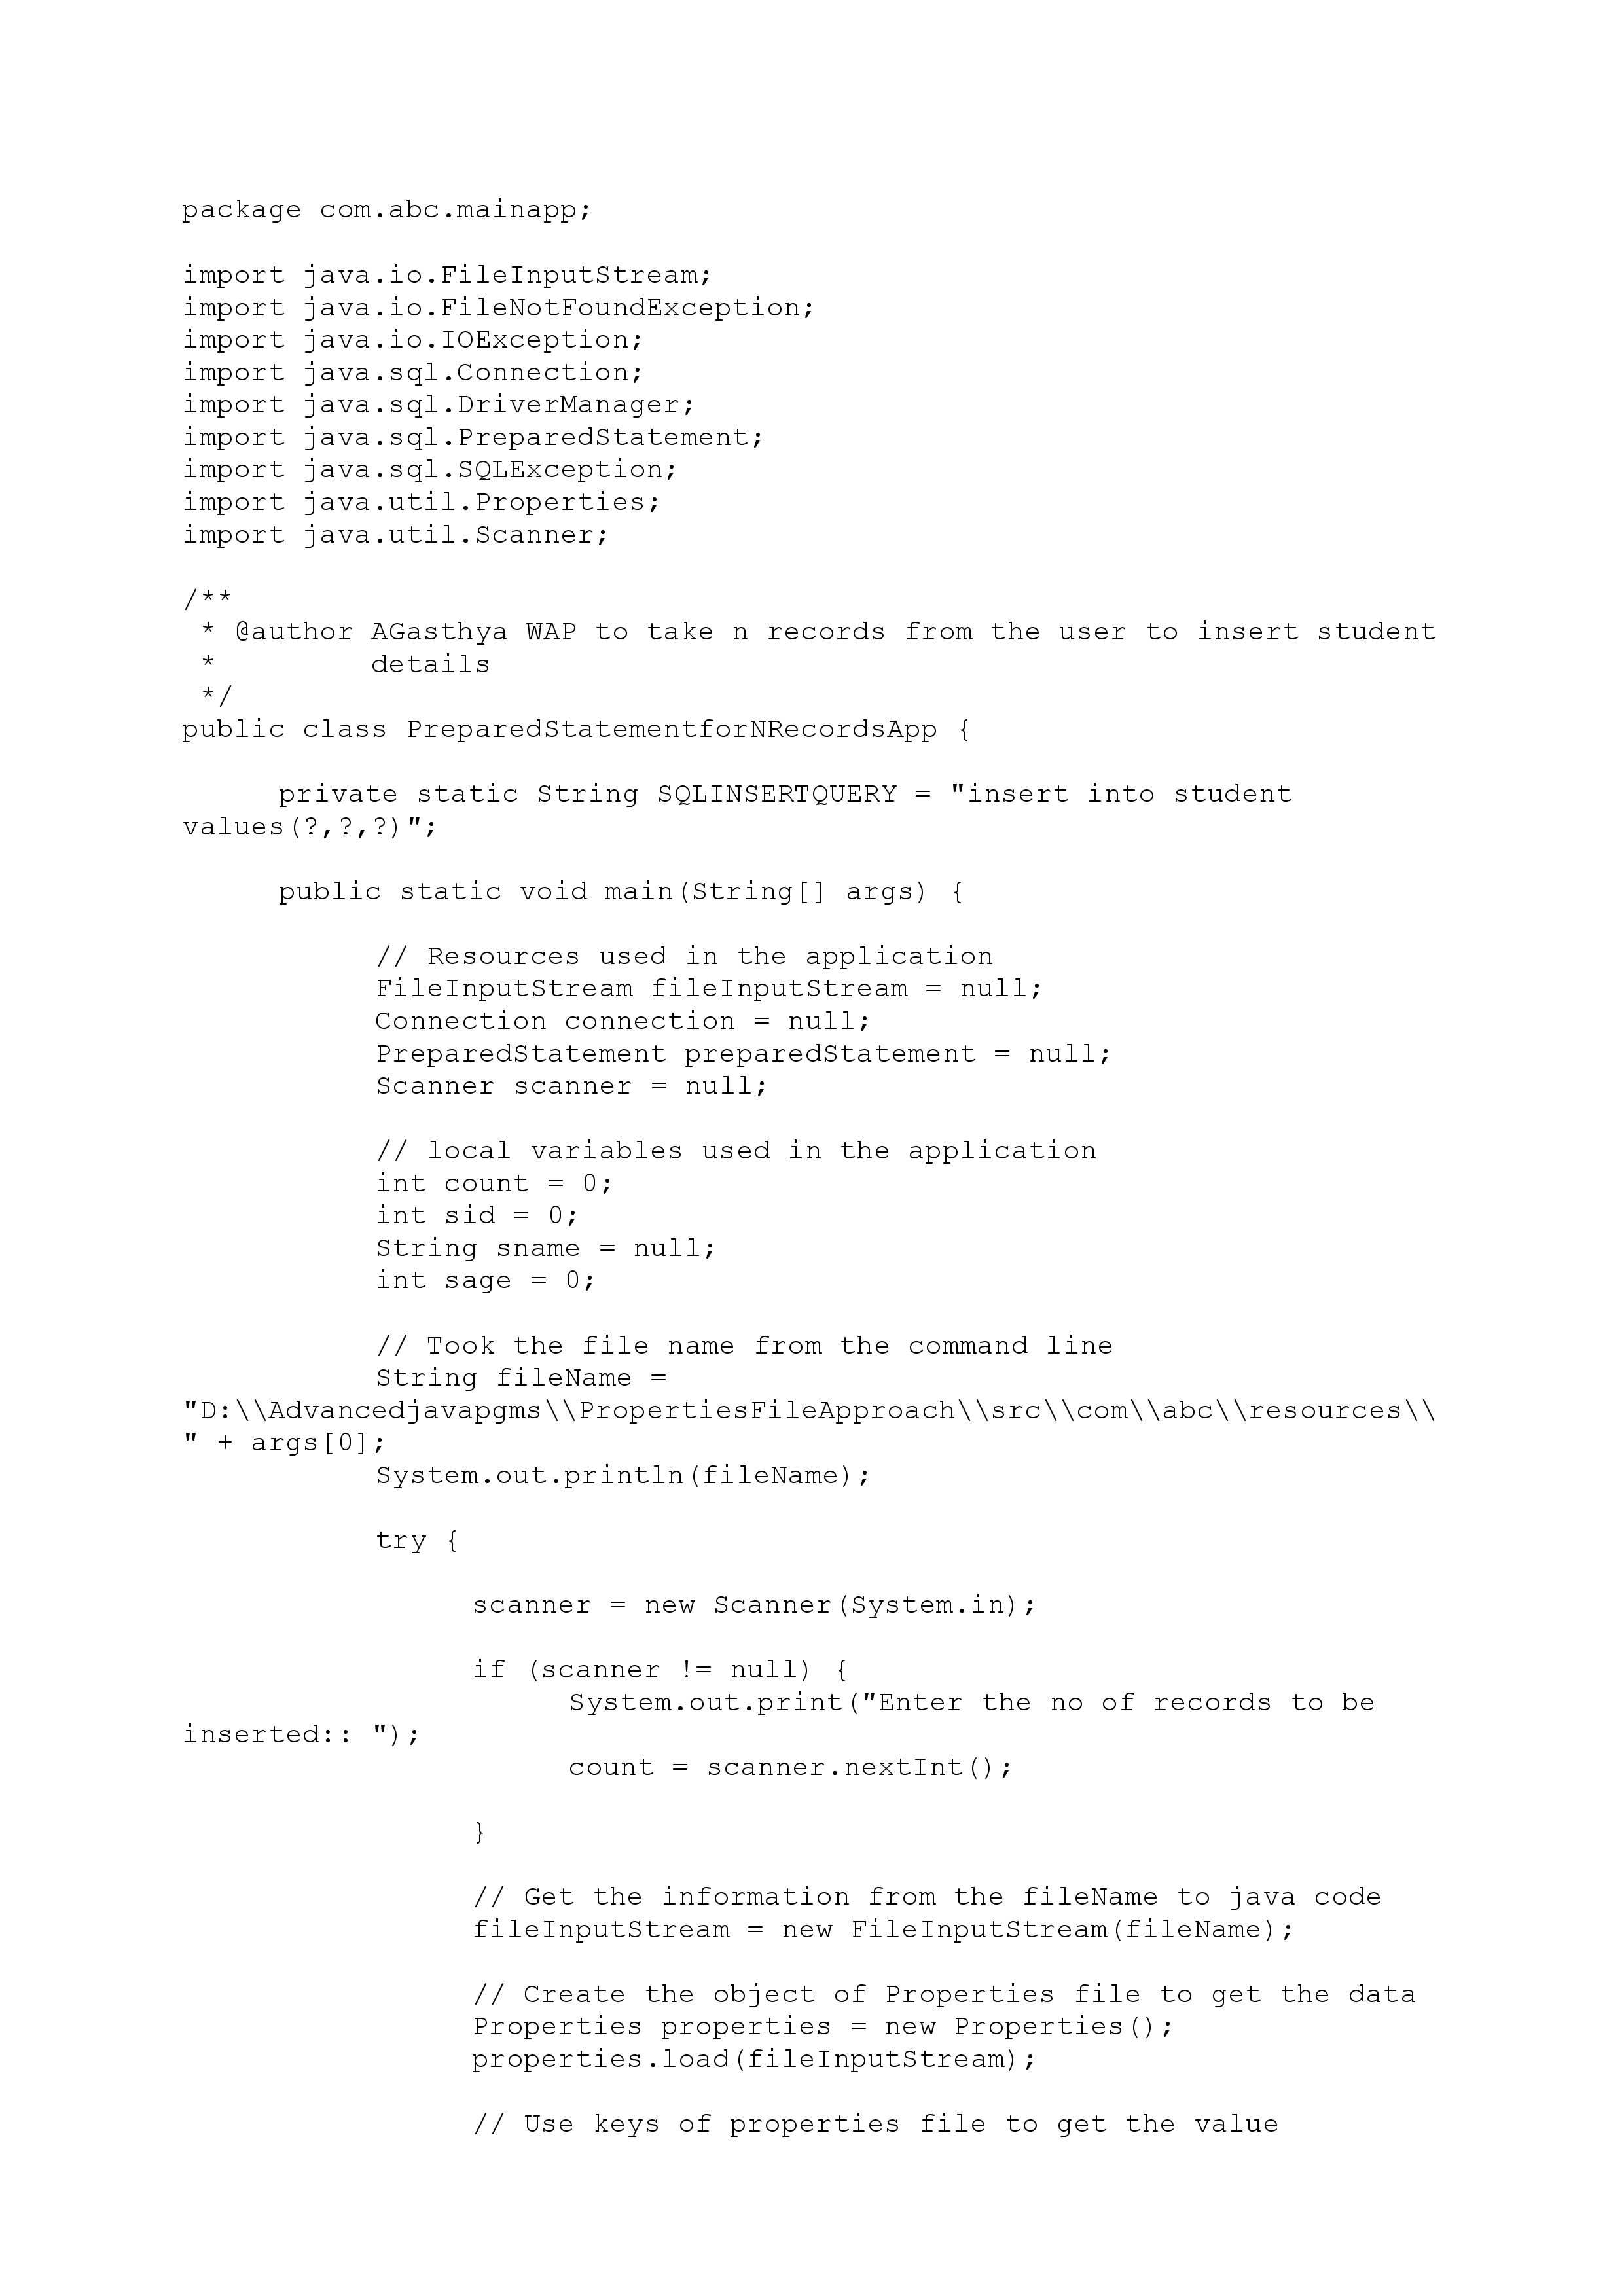 package com.abc.mainapp;
import java.io.FileInputStream;
import java.io.FileNotFoundException;
import java.io.IOException;
import java.sql.Connection;
import java.sql.DriverManager;
import java.sql.PreparedStatement;
import java.sql.SQLException;
import java.util.Properties;
import java.util.Scanner;
/**
 * @author AGasthya WAP to take n records from the user to insert student
 *         details
 */
public class PreparedStatementforNRecordsApp {
private static String SQLINSERTQUERY = "insert into student
values(?,?,?)";
public static void main(String[] args) {
// Resources used in the application
FileInputStream fileInputStream = null;
Connection connection = null;
PreparedStatement preparedStatement = null;
Scanner scanner = null;
// local variables used in the application
int count = 0;
int sid = 0;
String sname = null;
int sage = 0;
// Took the file name from the command line
String fileName =
"D:\\Advancedjavapgms\\PropertiesFileApproach\\src\\com\\abc\\resources\\
" + args[0];
System.out.println(fileName);
try {
scanner = new Scanner(System.in);
if (scanner != null) {
System.out.print("Enter the no of records to be
inserted:: ");
count = scanner.nextInt();
}
// Get the information from the fileName to java code
fileInputStream = new FileInputStream(fileName);
// Create the object of Properties file to get the data
Properties properties = new Properties();
properties.load(fileInputStream);
// Use keys of properties file to get the value